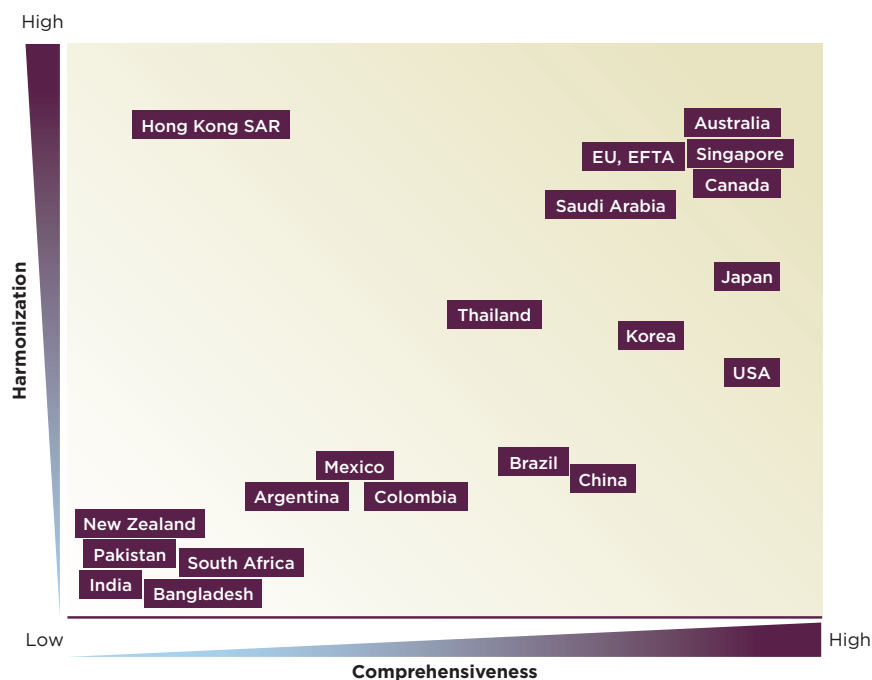 High
Hong Kong SAR
Australia
EU, EFTA
Singapore
Canada
Saudi Arabia
Japan
Thailand
Korea
USA
Harmonization
Mexico
Brazil
China
Argentina
Colombia
New Zealand
Pakistan
South Africa
India
Bangladesh
Low
High
Comprehensiveness